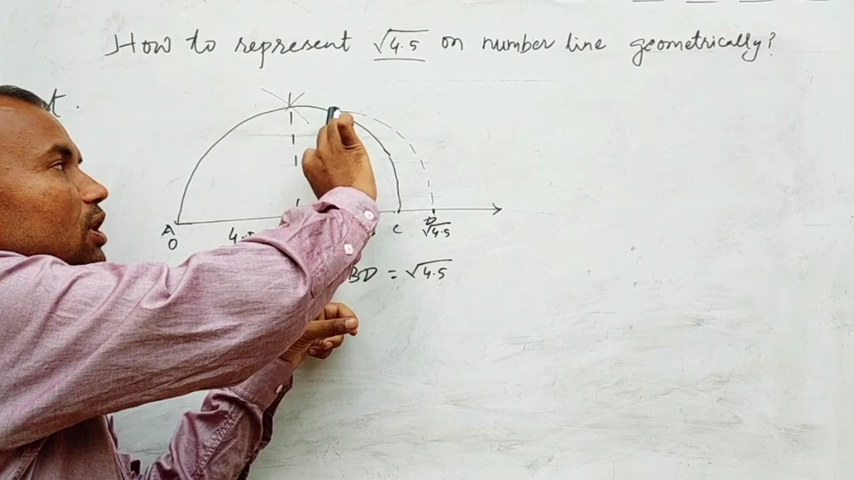 How to represent √4.5 on number line geometrically?
t.
A
C
D
0
√4.5
BD = √4.5